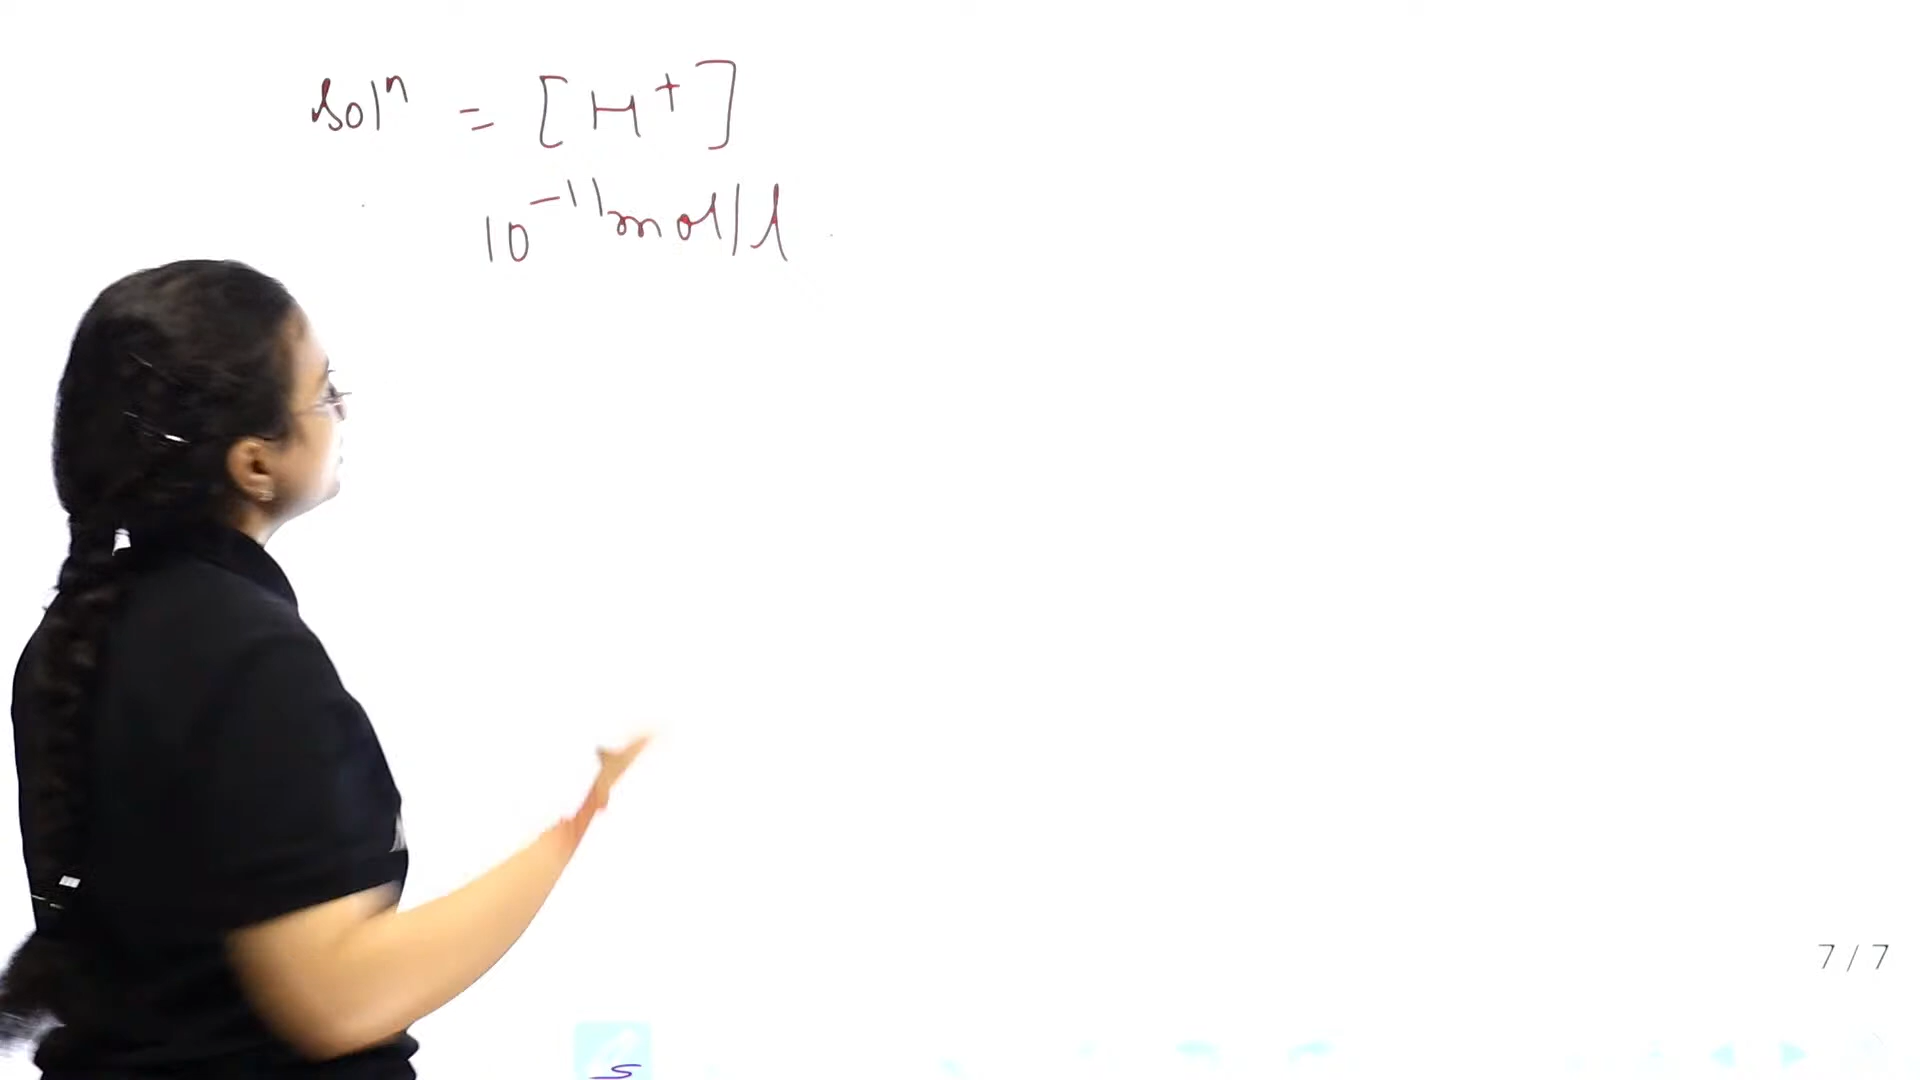 solⁿ = [H⁺]
10⁻¹¹ mol/l
7 / 7
S